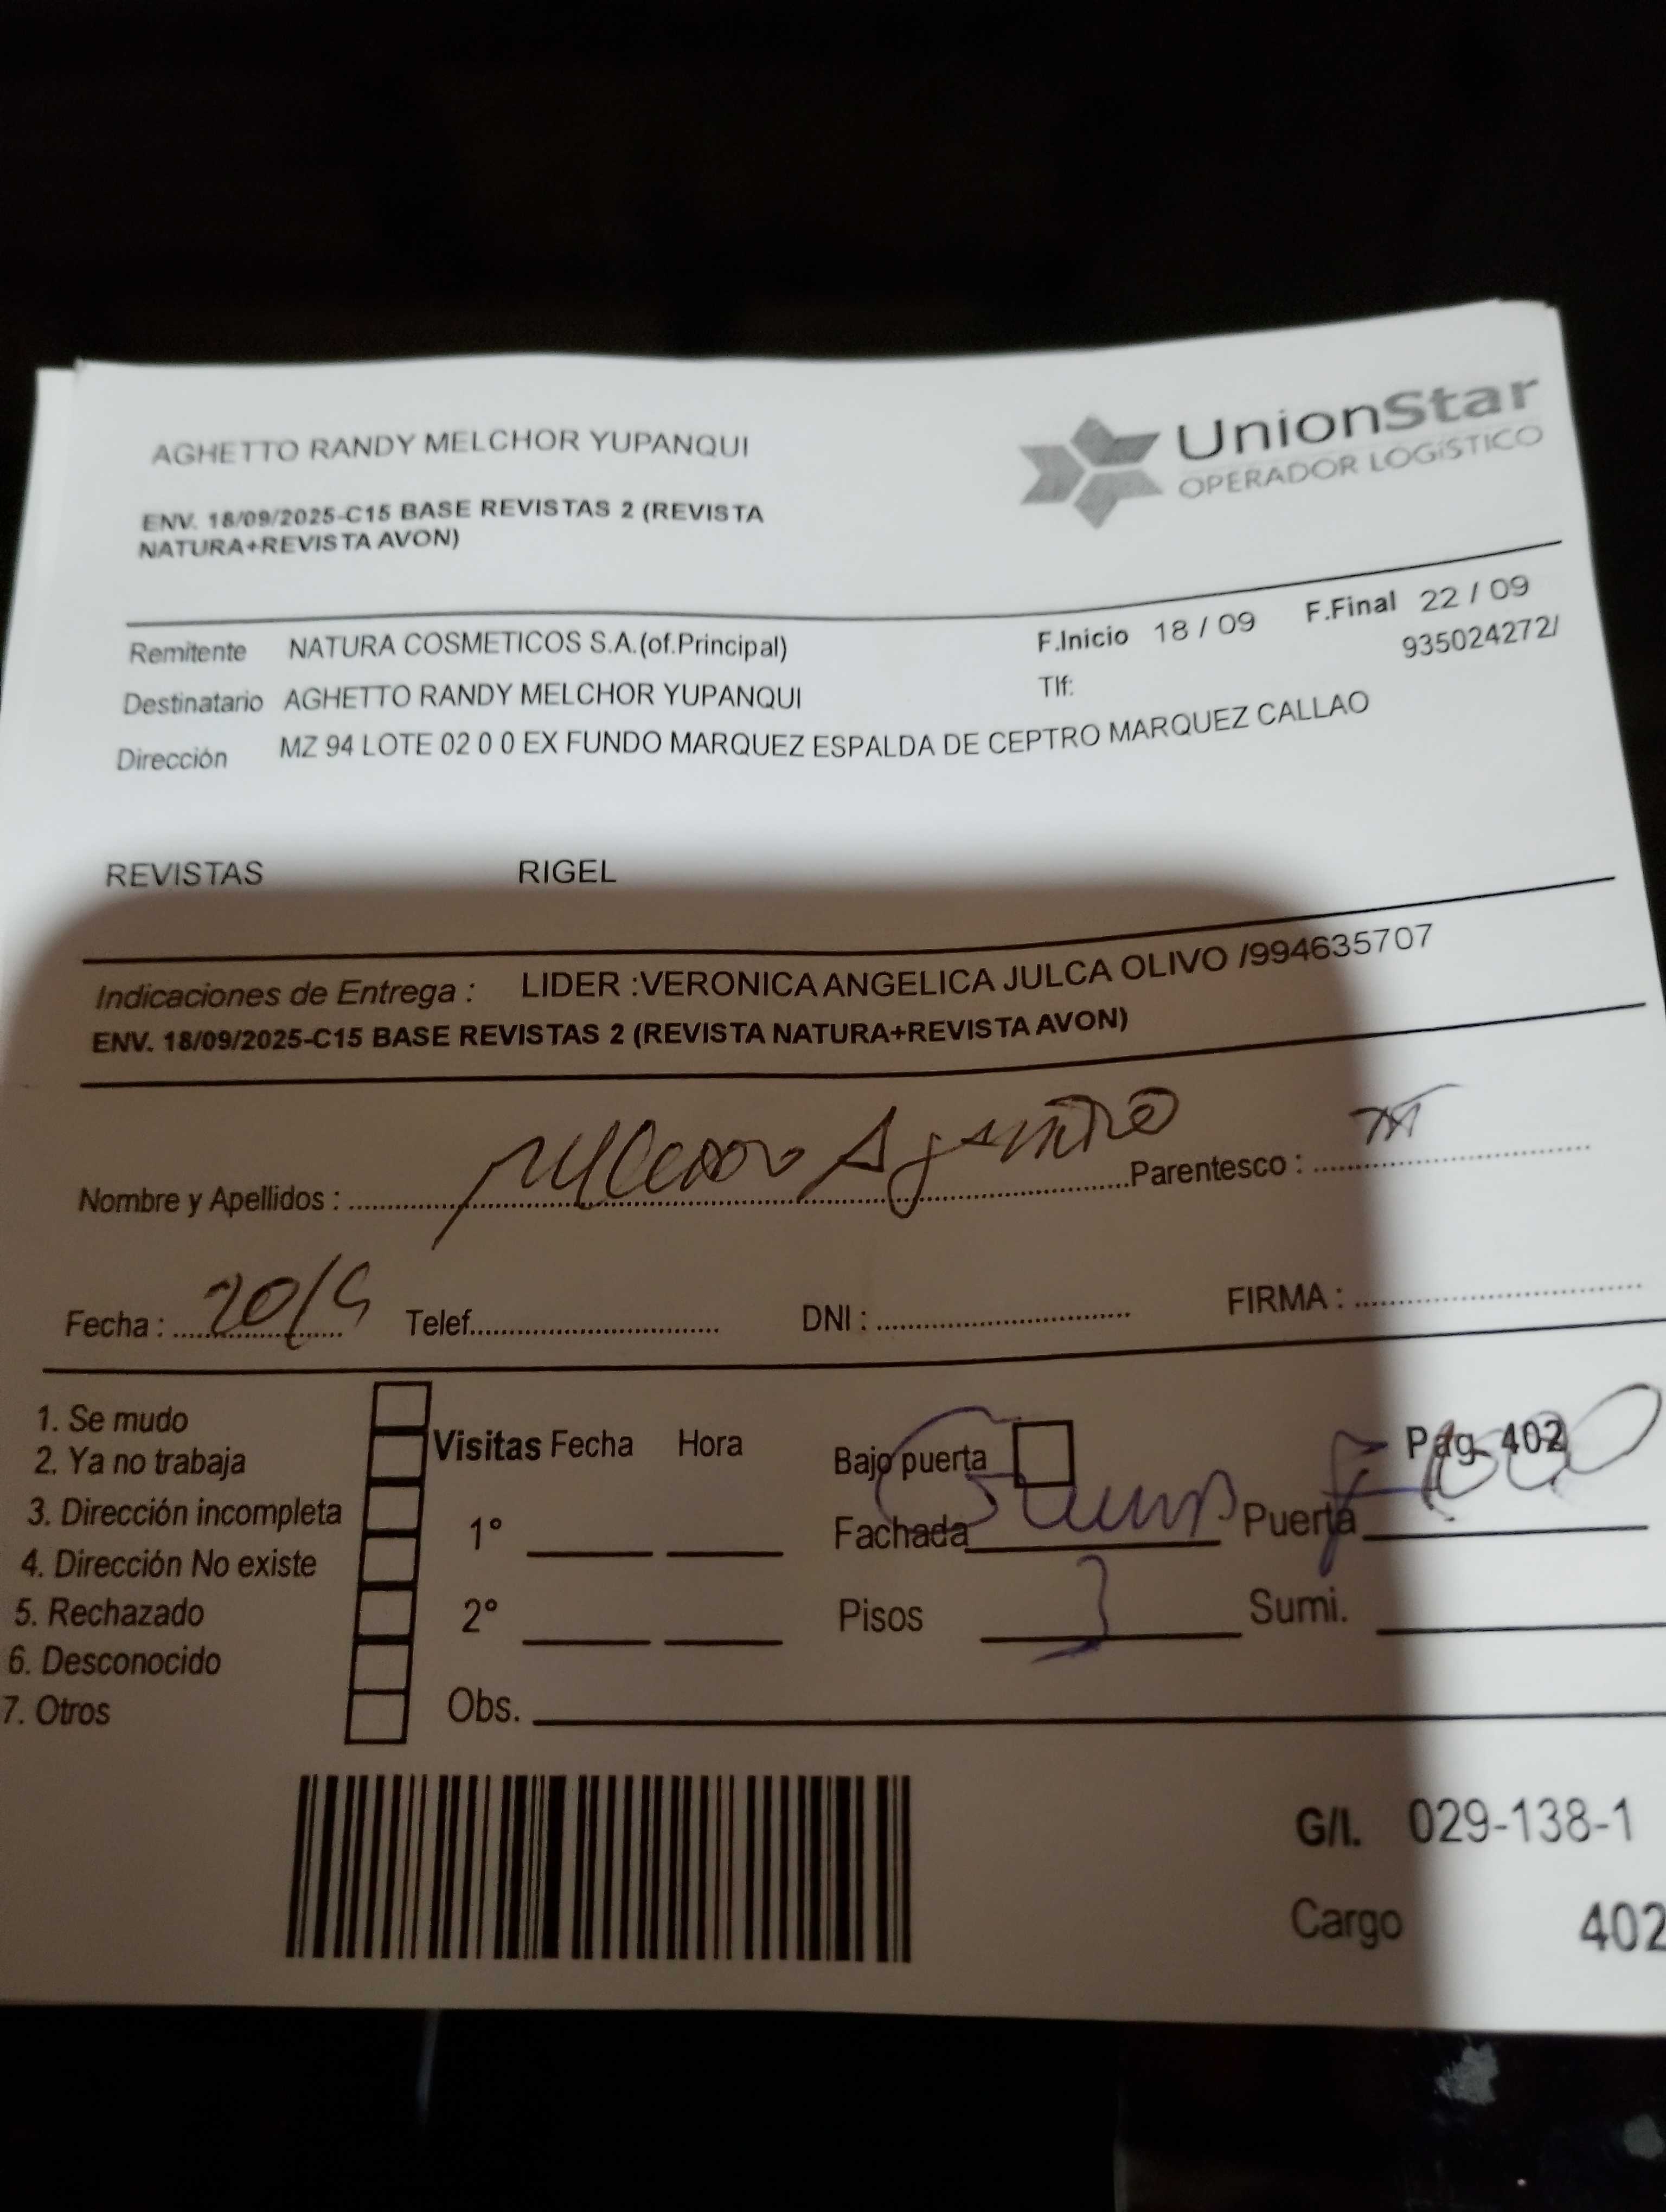 AGHETTO RANDY MELCHOR YUPANQUI
UnionStar
OPERADOR LOGÍSTICO
ENV. 18/09/2025-C15 BASE REVISTAS 2 (REVISTA
NATURA+REVISTA AVON)
Remitente NATURA COSMETICOS S.A.(of.Principal) F.Inicio 18 / 09 F.Final 22 / 09
Destinatario AGHETTO RANDY MELCHOR YUPANQUI Tlf: 935024272/
Dirección MZ 94 LOTE 02 0 0 EX FUNDO MARQUEZ ESPALDA DE CEPTRO MARQUEZ CALLAO
REVISTAS RIGEL
Indicaciones de Entrega : LIDER :VERONICA ANGELICA JULCA OLIVO /994635707
ENV. 18/09/2025-C15 BASE REVISTAS 2 (REVISTA NATURA+REVISTA AVON)
Nombre y Apellidos : Parentesco :
Fecha : 20/9 Telef. DNI : FIRMA :
1. Se mudo
2. Ya no trabaja
3. Dirección incompleta
4. Dirección No existe
5. Rechazado
6. Desconocido
7. Otros
Visitas Fecha Hora
1°
2°
Obs.
Bajo puerta Pág. 402
Fachada Puerta
Pisos 3 Sumi.
G/I. 029-138-1
Cargo 402